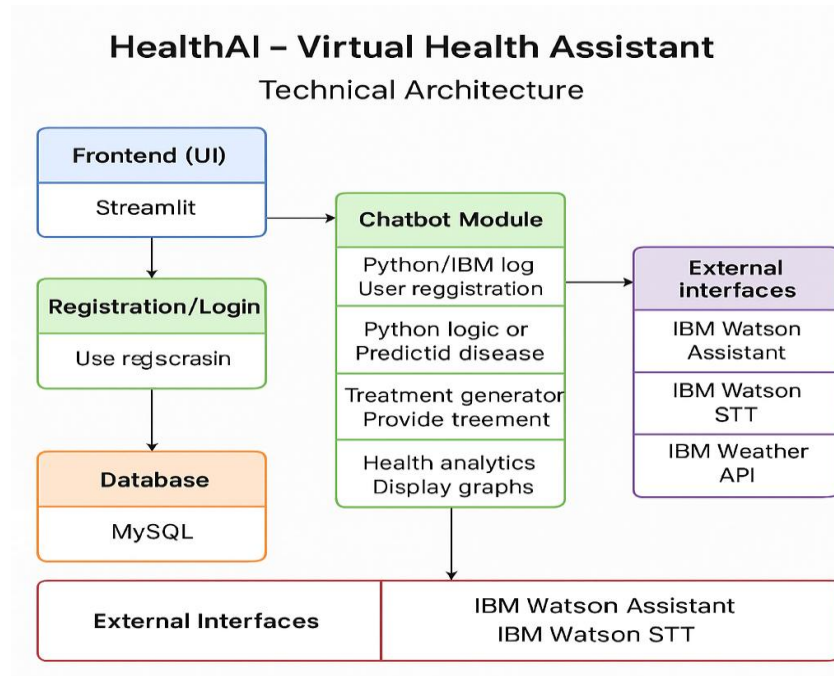 HealthAI – Virtual Health Assistant
Technical Architecture
Frontend (UI)
Streamlit
Registration/Login
Use
Database
MySQL
Chatbot Module
Python/IBM log
User reggistration
Python logic or
Predictid disease
Treatment generator
Provide treement
Health analytics
Display graphs
External
interfaces
IBM Watson
Assistant
IBM Watson
STT
IBM Weather
API
External Interfaces
IBM Watson Assistant
IBM Watson STT